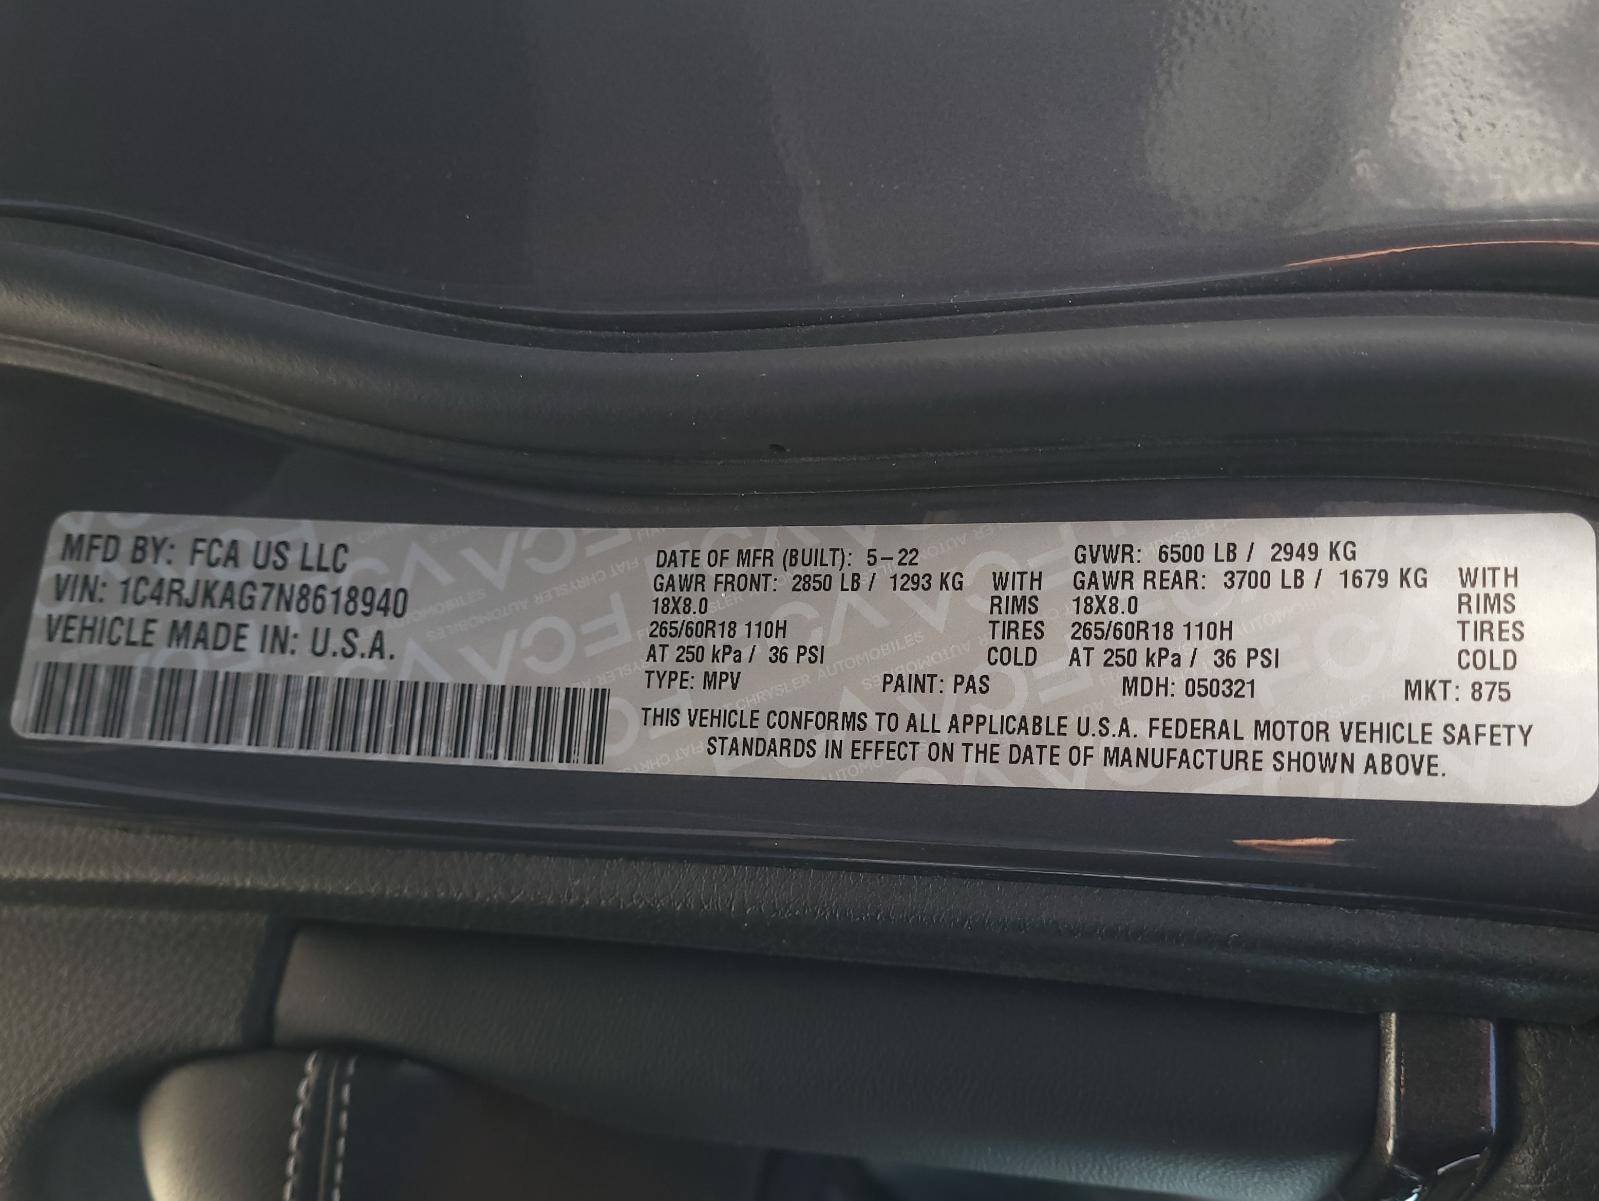 MFD BY: FCA US LLC
VIN: 1C4RJKAG7N8618940
VEHICLE MADE IN: U.S.A.
DATE OF MFR (BUILT): 5-22 GVWR: 6500 LB / 2949 KG
GAWR FRONT: 2850 LB / 1293 KG WITH GAWR REAR: 3700 LB / 1679 KG WITH
18X8.0 RIMS 18X8.0 RIMS
265/60R18 110H TIRES 265/60R18 110H TIRES
AT 250 kPa / 36 PSI COLD AT 250 kPa / 36 PSI COLD
TYPE: MPV PAINT: PAS MDH: 050321 MKT: 875
THIS VEHICLE CONFORMS TO ALL APPLICABLE U.S.A. FEDERAL MOTOR VEHICLE SAFETY
STANDARDS IN EFFECT ON THE DATE OF MANUFACTURE SHOWN ABOVE.